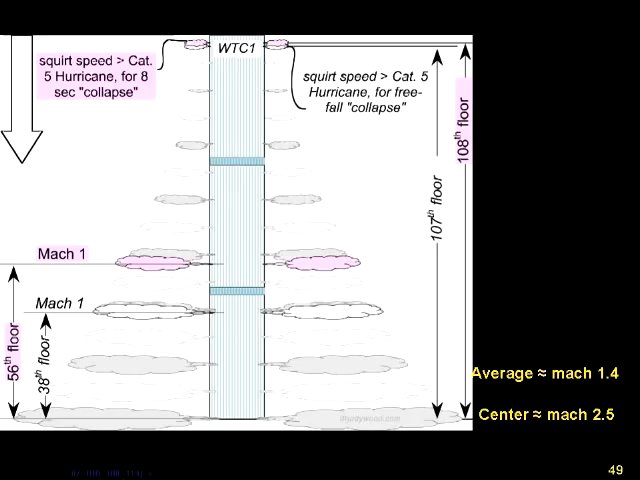 WTC1
squirt speed > Cat.
5 Hurricane, for 8
sec "collapse"
squirt speed > Cat. 5
Hurricane, for free-
fall "collapse"
108th floor
107th floor
Mach 1
Mach 1
56th floor
38th floor
Average ≈ mach 1.4
Center ≈ mach 2.5
drjudywood.com
49